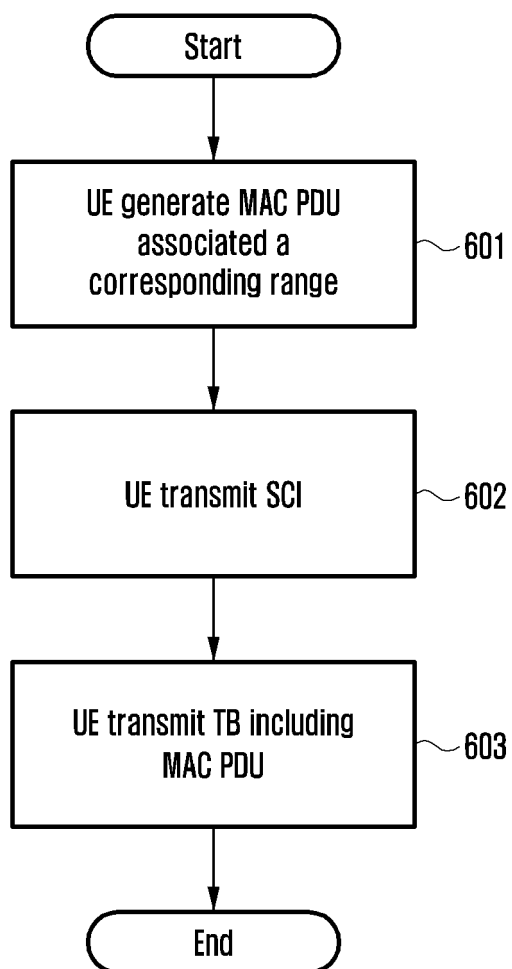 Start
UE generate MAC PDU
associated a
corresponding range
601
UE transmit SCI
602
UE transmit TB including
MAC PDU
603
End